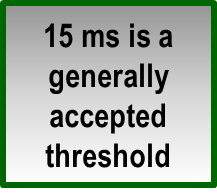 15 ms is a
generally
accepted
threshold